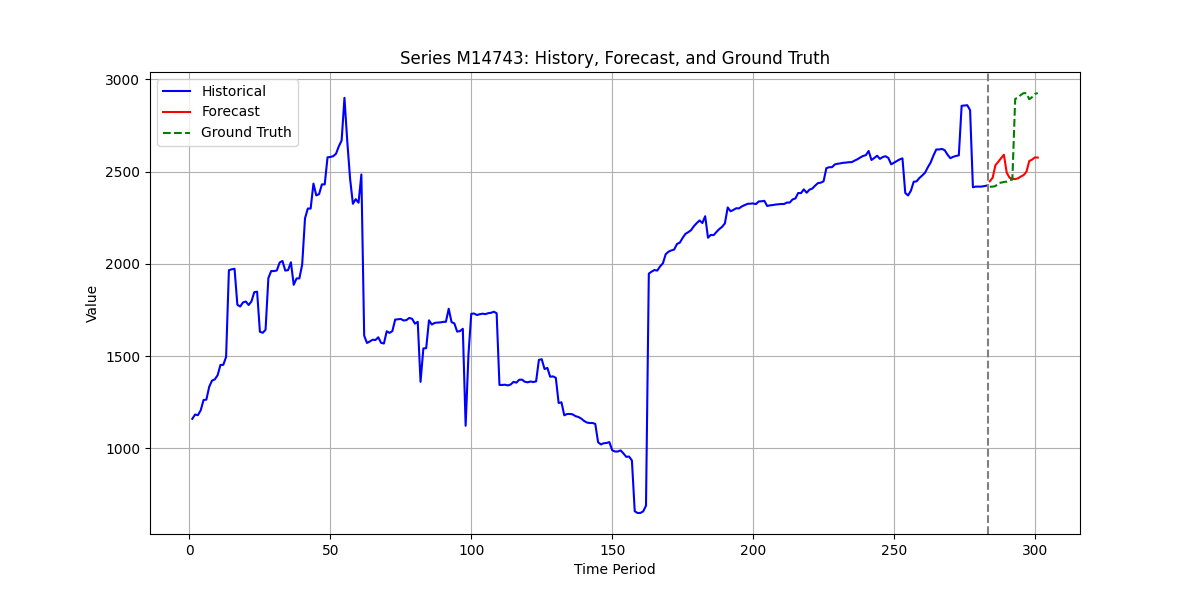 Series M14743: History, Forecast, and Ground Truth
Historical
Forecast
Ground Truth
3000
2500
2000
1500
1000
Value
0 50 100 150 200 250 300
Time Period